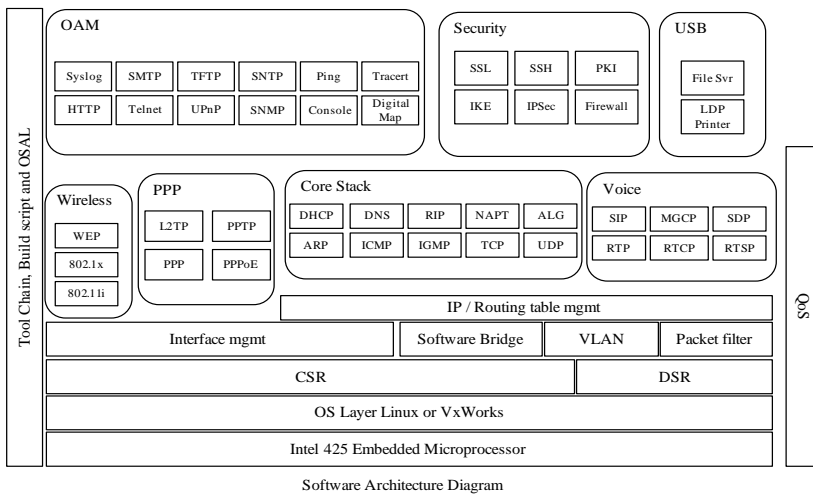 OAM
Syslog
SMTP
TFTP
SNTP
Ping
Tracert
HTTP
Telnet
UPnP
SNMP
Console
Digital
Map
Security
SSL
SSH
PKI
IKE
IPSec
Firewall
USB
File Svr
LDP
Printer
Tool Chain, Build script and OSAL
Wireless
WEP
802.1x
802.11i
PPP
L2TP
PPTP
PPP
PPPoE
Core Stack
DHCP
DNS
RIP
NAPT
ALG
ARP
ICMP
IGMP
TCP
UDP
Voice
SIP
MGCP
SDP
RTP
RTCP
RTSP
QoS
IP / Routing table mgmt
Interface mgmt
Software Bridge
VLAN
Packet filter
CSR
DSR
OS Layer Linux or VxWorks
Intel 425 Embedded Microprocessor
Software Architecture Diagram